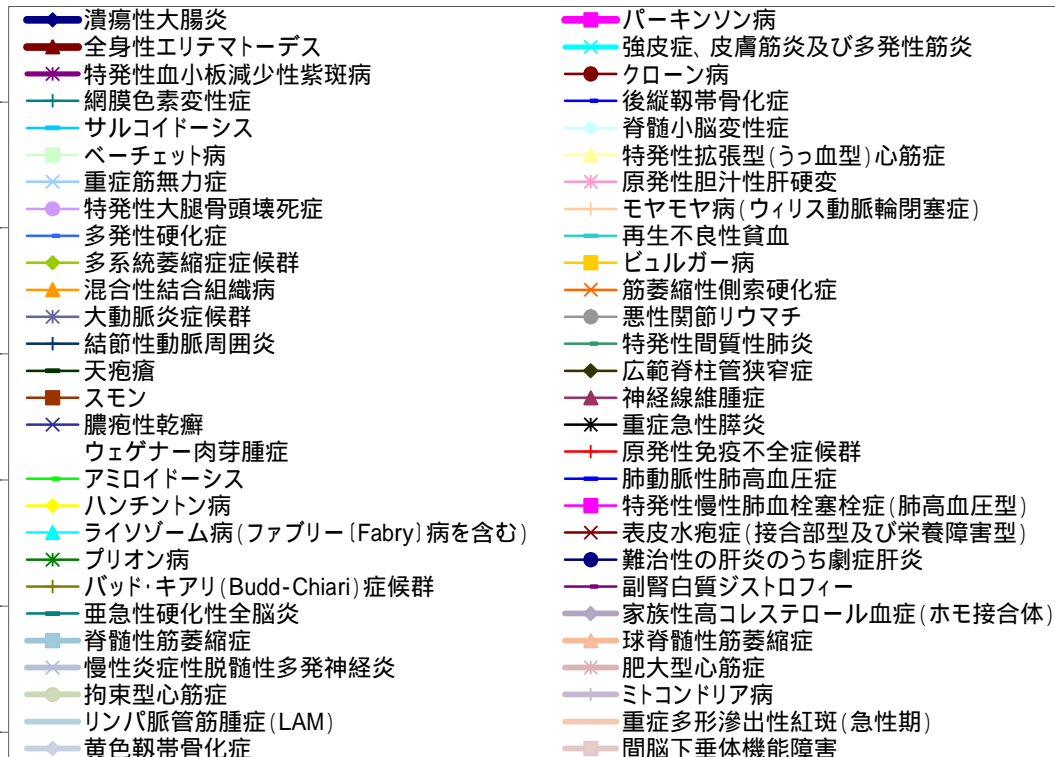 潰瘍性大腸炎
パーキンソン病
全身性エリテマトーデス
強皮症、皮膚筋炎及び多発性筋炎
特発性血小板減少性紫斑病
クローン病
網膜色素変性症
後縦靱帯骨化症
サルコイドーシス
脊髄小脳変性症
ベーチェット病
特発性拡張型(うっ血型)心筋症
重症筋無力症
原発性胆汁性肝硬変
特発性大腿骨頭壊死症
モヤモヤ病(ウィリス動脈輪閉塞症)
多発性硬化症
再生不良性貧血
多系統萎縮症症候群
ビュルガー病
混合性結合組織病
筋萎縮性側索硬化症
大動脈炎症候群
悪性関節リウマチ
結節性動脈周囲炎
特発性間質性肺炎
天疱瘡
広範脊柱管狭窄症
スモン
神経線維腫症
膿疱性乾癬
重症急性膵炎
ウェゲナー肉芽腫症
原発性免疫不全症候群
アミロイドーシス
肺動脈性肺高血圧症
ハンチントン病
特発性慢性肺血栓塞栓症(肺高血圧型)
ライソゾーム病(ファブリー[Fabry]病を含む)
表皮水疱症(接合部型及び栄養障害型)
プリオン病
難治性の肝炎のうち劇症肝炎
バッド・キアリ(Budd-Chiari)症候群
副腎白質ジストロフィー
亜急性硬化性全脳炎
家族性高コレステロール血症(ホモ接合体)
脊髄性筋萎縮症
球脊髄性筋萎縮症
慢性炎症性脱髄性多発神経炎
肥大型心筋症
拘束型心筋症
ミトコンドリア病
リンパ脈管筋腫症(LAM)
重症多形滲出性紅斑(急性期)
黄色靱帯骨化症
間脳下垂体機能障害